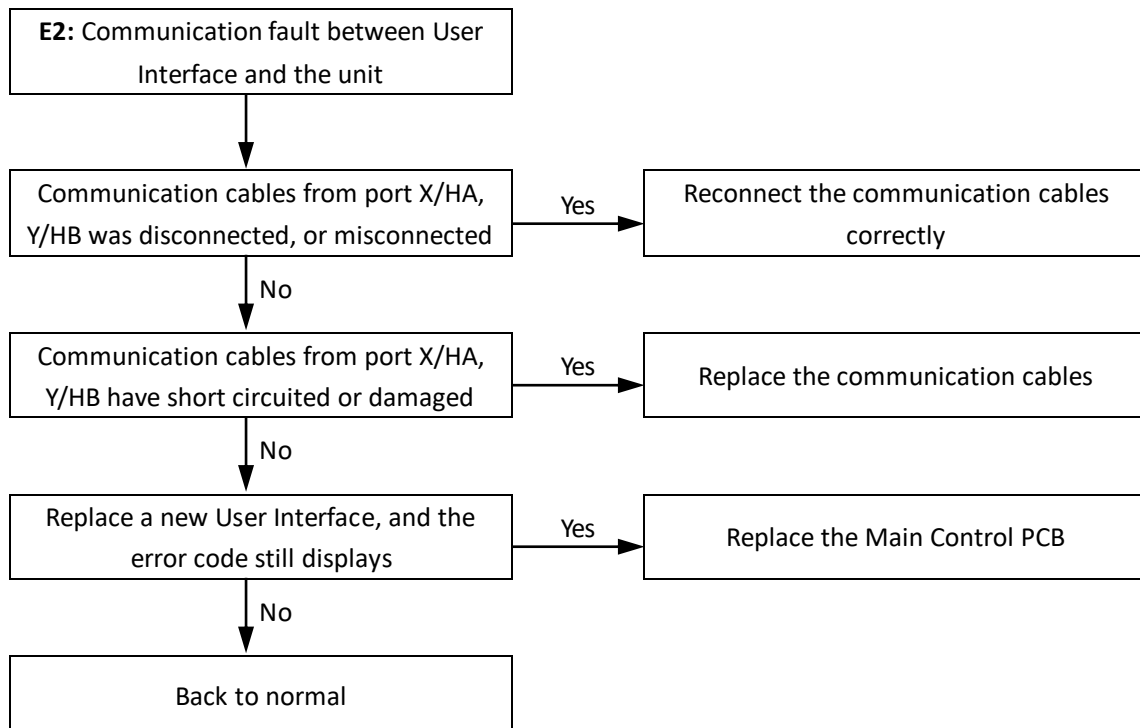 E2: Communication fault between User
Interface and the unit
Communication cables from port X/HA,
Y/HB was disconnected, or misconnected
Yes
Reconnect the communication cables
correctly
No
Communication cables from port X/HA,
Y/HB have short circuited or damaged
Yes
Replace the communication cables
No
Replace a new User Interface, and the
error code still displays
Yes
Replace the Main Control PCB
No
Back to normal